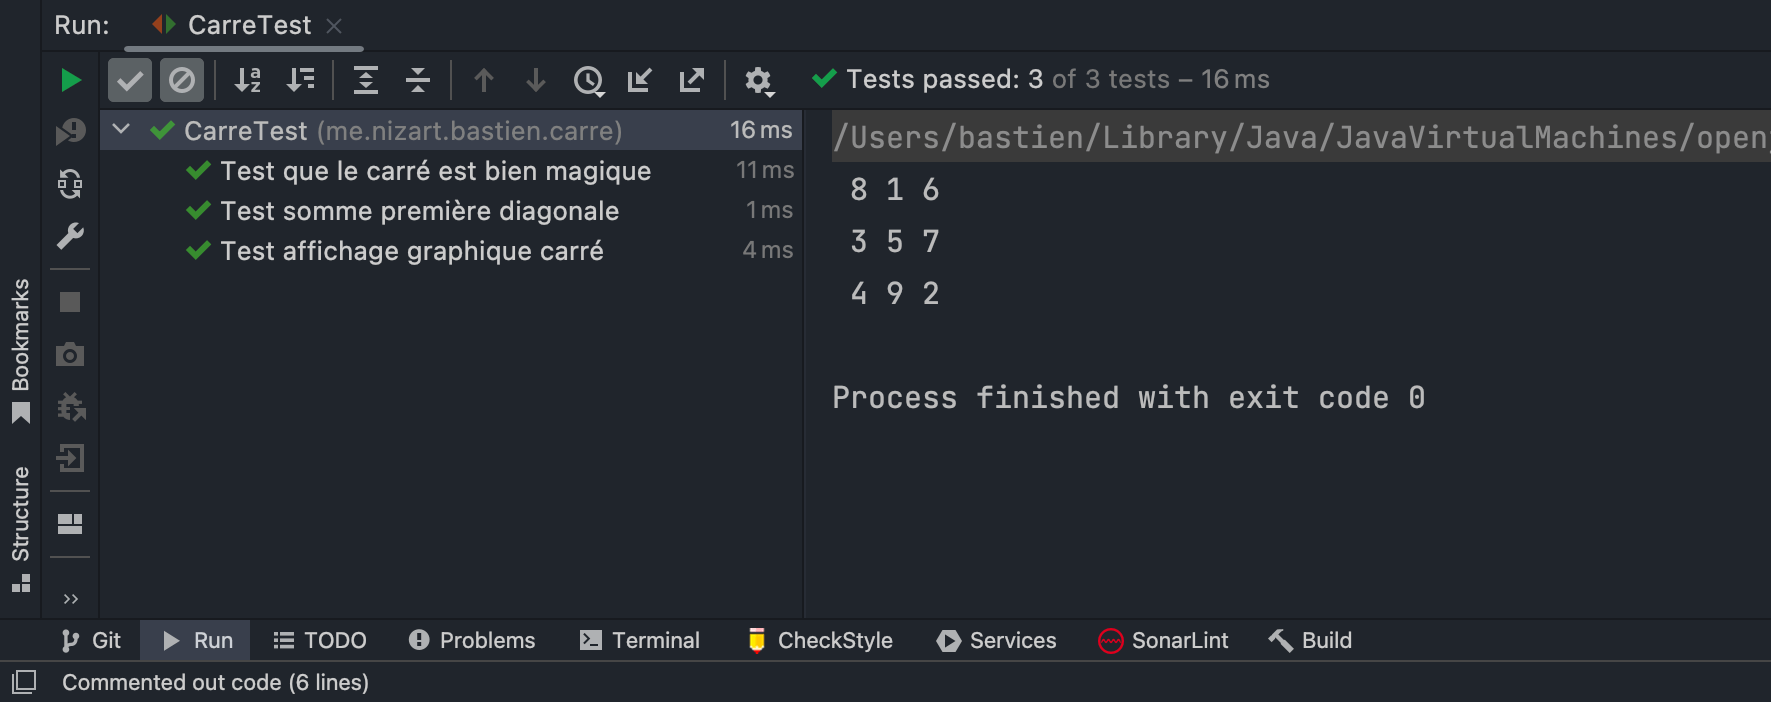 Run: CarreTest
Tests passed: 3 of 3 tests – 16 ms
CarreTest (me.nizart.bastien.carre) 16 ms
Test que le carré est bien magique 11 ms
Test somme première diagonale 1 ms
Test affichage graphique carré 4 ms
/Users/bastien/Library/Java/JavaVirtualMachines/open
8 1 6
3 5 7
4 9 2
Process finished with exit code 0
Bookmarks
Structure
Git Run TODO Problems Terminal CheckStyle Services SonarLint Build
Commented out code (6 lines)